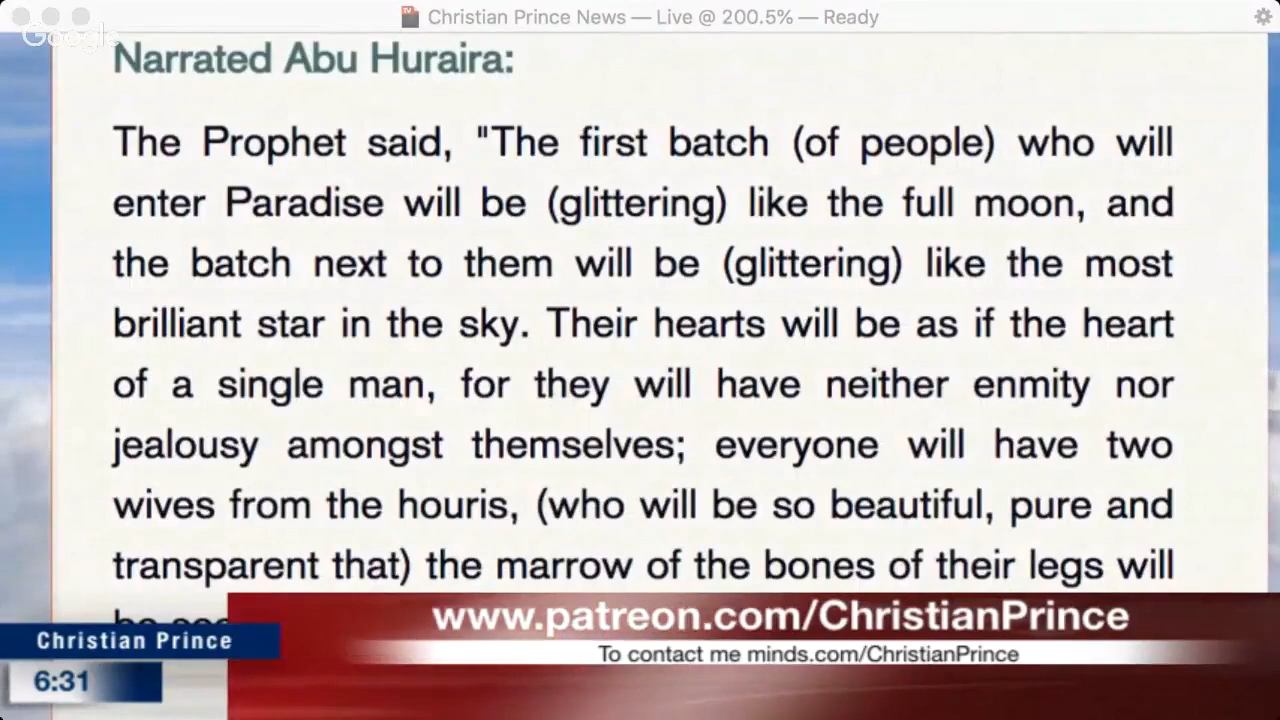 Christian Prince News — Live @ 200.5% — Ready
Google
Narrated Abu Huraira:
The Prophet said, "The first batch (of people) who will
enter Paradise will be (glittering) like the full moon, and
the batch next to them will be (glittering) like the most
brilliant star in the sky. Their hearts will be as if the heart
of a single man, for they will have neither enmity nor
jealousy amongst themselves; everyone will have two
wives from the houris, (who will be so beautiful, pure and
transparent that) the marrow of the bones of their legs will
www.patreon.com/ChristianPrince
Christian Prince
To contact me minds.com/ChristianPrince
6:31